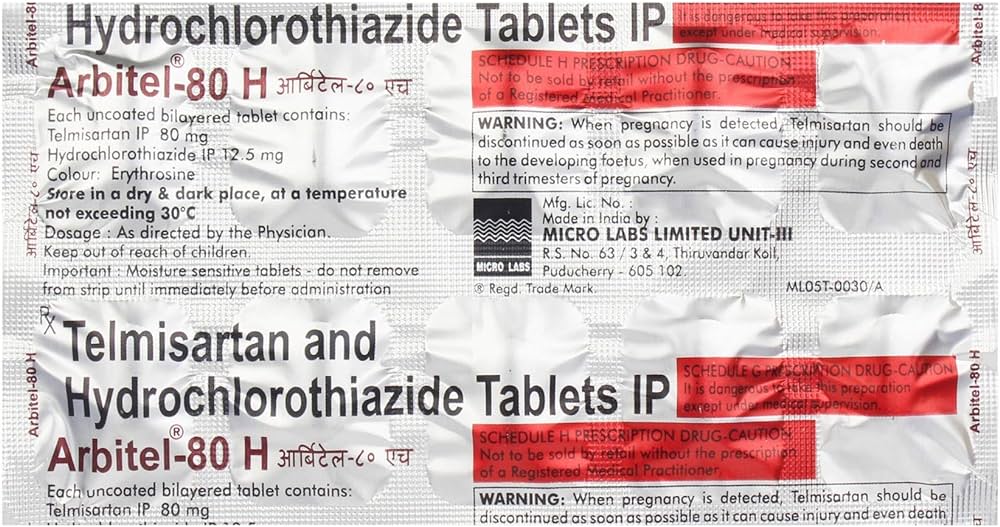 Hydrochlorothiazide Tablets IP
It is dangerous to take this preparation
except under medical supervision.
Arbitel®-80 H आर्बिटेल-८० एच
Each uncoated bilayered tablet contains:
Telmisartan IP 80 mg
Hydrochlorothiazide IP 12.5 mg
Colour: Erythrosine
Store in a dry & dark place, at a temperature
not exceeding 30°C
Dosage : As directed by the Physician.
Keep out of reach of children.
Important : Moisture sensitive tablets - do not remove
from strip until immediately before administration
SCHEDULE H PRESCRIPTION DRUG-CAUTION
Not to be sold by retail without the prescription
of a Registered Medical Practitioner.
WARNING: When pregnancy is detected, Telmisartan should be
discontinued as soon as possible as it can cause injury and even death
to the developing foetus, when used in pregnancy during second and
third trimesters of pregnancy.
MICRO LABS
Mfg. Lic. No. :
Made in India by :
MICRO LABS LIMITED UNIT-III
R.S. No. 63 / 3 & 4, Thiruvandar Koil,
Puducherry - 605 102.
® Regd. Trade Mark.
ML05T-0030/A
Rx
Telmisartan and
Hydrochlorothiazide Tablets IP
SCHEDULE G PRESCRIPTION DRUG-CAUTION
It is dangerous to take this preparation
except under medical supervision.
Arbitel®-80 H आर्बिटेल-८० एच
Each uncoated bilayered tablet contains:
Telmisartan IP 80 mg
SCHEDULE H PRESCRIPTION DRUG-CAUTION
Not to be sold by retail without the prescription
of a Registered Medical Practitioner.
WARNING: When pregnancy is detected, Telmisartan should be
discontinued as soon as possible as it can cause injury and even death
आर्बिटेल-८० एच
Arbitel-80 H
आर्बिटेल-८० एच
Arbitel-80 H